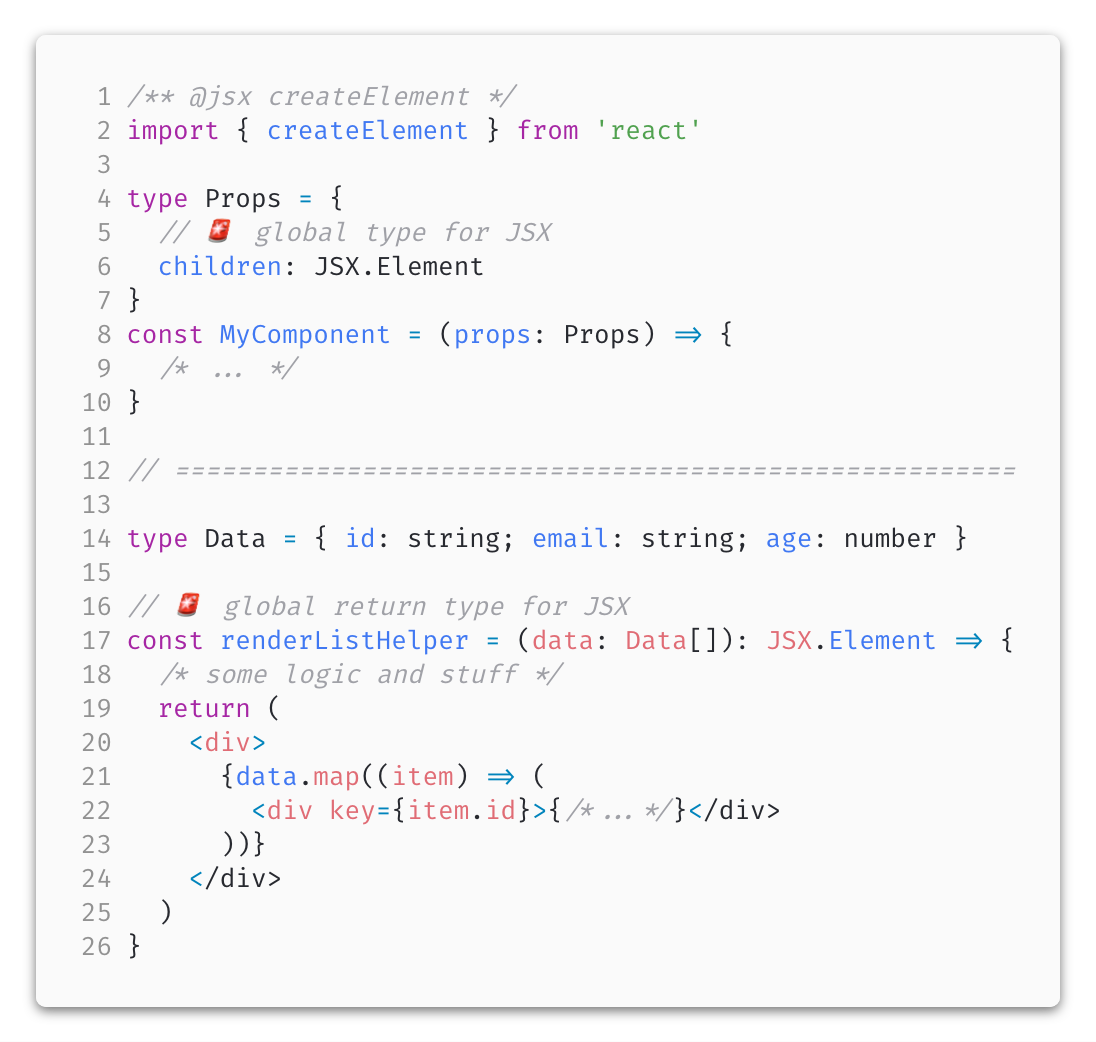 1 /** @jsx createElement */
2 import { createElement } from 'react'
3
4 type Props = {
5   // 🚨 global type for JSX
6   children: JSX.Element
7 }
8 const MyComponent = (props: Props) => {
9   /* ... */
10 }
11
12 // ======================================================
13
14 type Data = { id: string; email: string; age: number }
15
16 // 🚨 global return type for JSX
17 const renderListHelper = (data: Data[]): JSX.Element => {
18   /* some logic and stuff */
19   return (
20     <div>
21       {data.map((item) => (
22         <div key={item.id}>{/*...*/}</div>
23       ))}
24     </div>
25   )
26 }